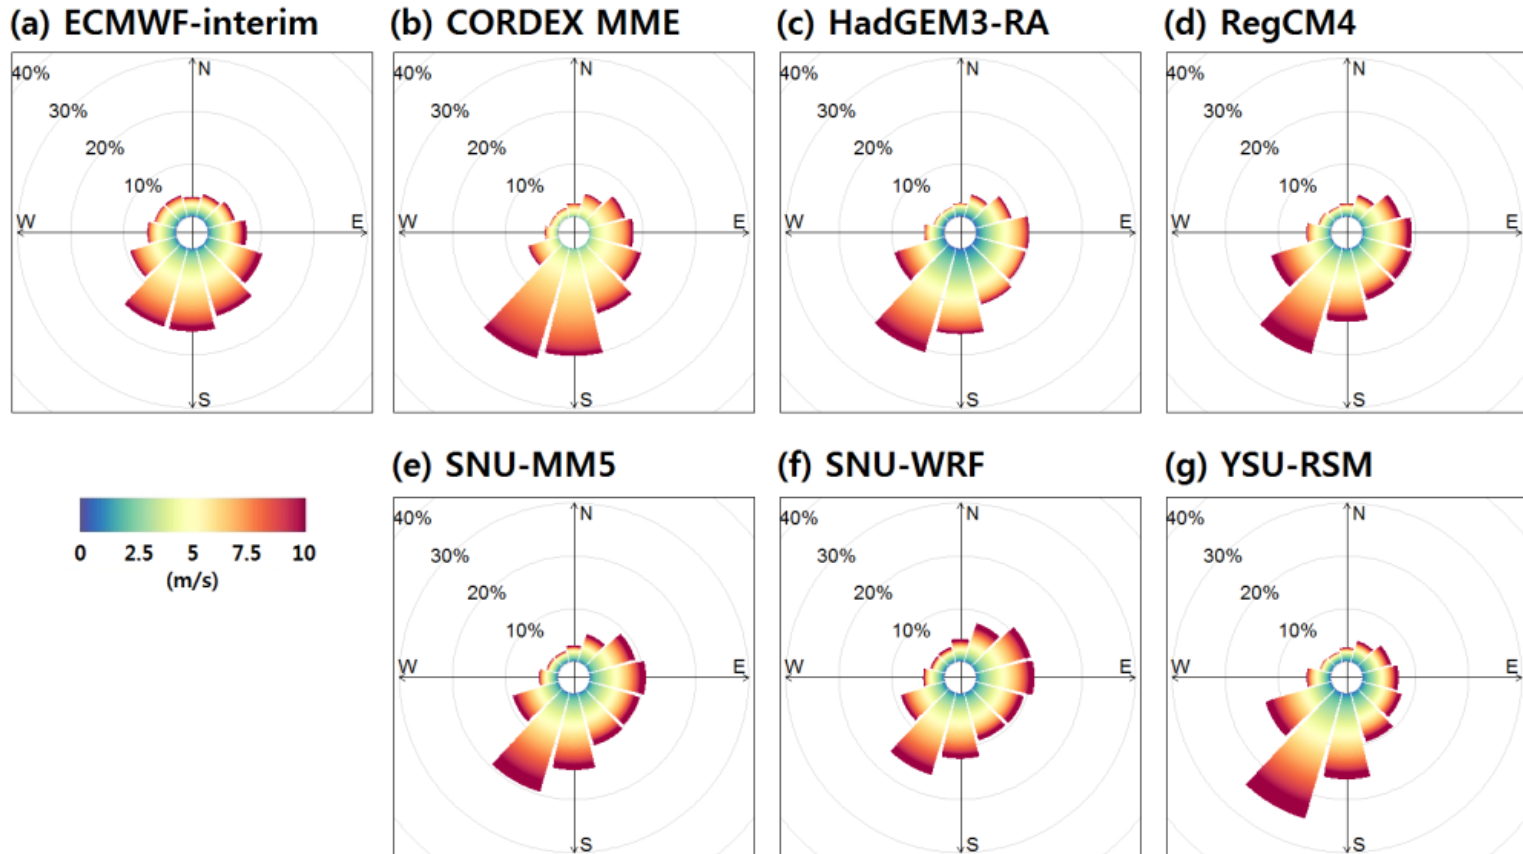 (a) ECMWF-interim
(b) CORDEX MME
(c) HadGEM3-RA
(d) RegCM4
40%
30%
20%
10%
N
W
E
S
40%
30%
20%
10%
N
W
E
S
40%
30%
20%
10%
N
W
E
S
40%
30%
20%
10%
N
W
E
S
(e) SNU-MM5
(f) SNU-WRF
(g) YSU-RSM
0 2.5 5 7.5 10
(m/s)
40%
30%
20%
10%
N
W
E
S
40%
30%
20%
10%
N
W
E
S
40%
30%
20%
10%
N
W
E
S